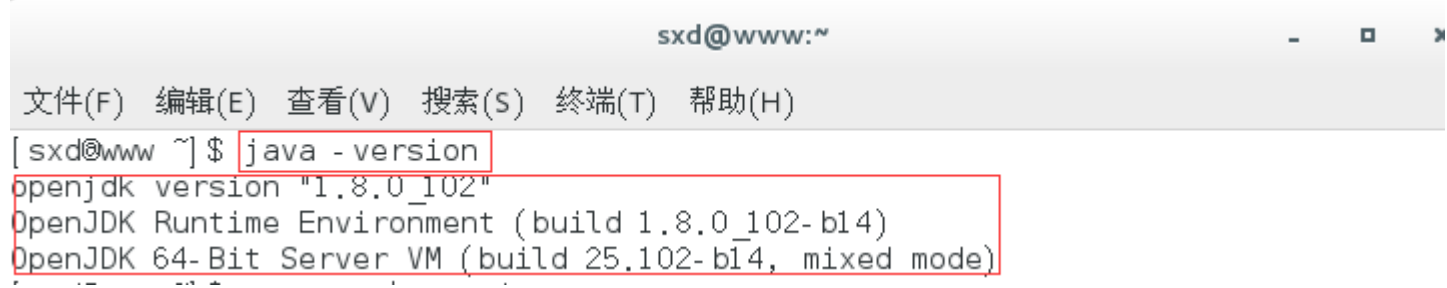 sxd@www:~
文件(F) 编辑(E) 查看(V) 搜索(S) 终端(T) 帮助(H)
[sxd@www ~]$ java -version
openjdk version "1.8.0_102"
OpenJDK Runtime Environment (build 1.8.0_102-b14)
OpenJDK 64-Bit Server VM (build 25.102-b14, mixed mode)